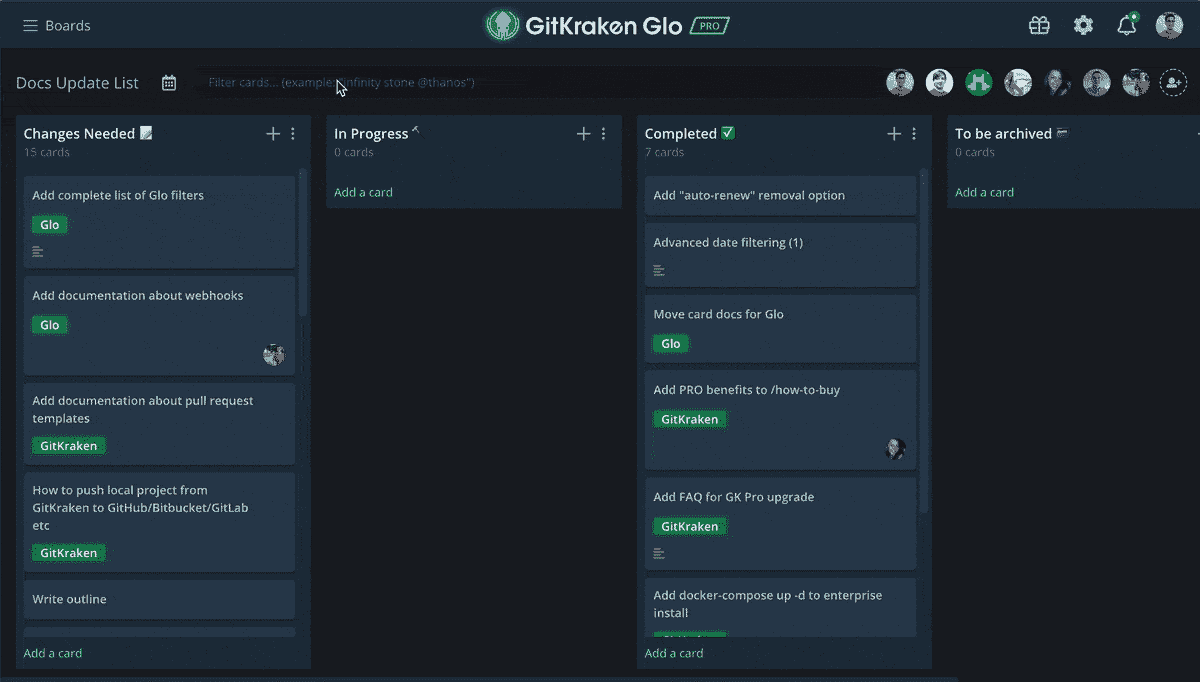 Boards
GitKraken Glo PRO
Docs Update List
Filter cards... (example: "infinity stone @thanos")
Changes Needed
15 cards
Add complete list of Glo filters
Glo
Add documentation about webhooks
Glo
Add documentation about pull request
templates
GitKraken
How to push local project from
GitKraken to GitHub/Bitbucket/GitLab
etc
GitKraken
Write outline
Add a card
In Progress
0 cards
Add a card
Completed
7 cards
Add "auto-renew" removal option
Advanced date filtering (1)
Move card docs for Glo
Glo
Add PRO benefits to /how-to-buy
GitKraken
Add FAQ for GK Pro upgrade
GitKraken
Add docker-compose up -d to enterprise
install
Add a card
To be archived
0 cards
Add a card